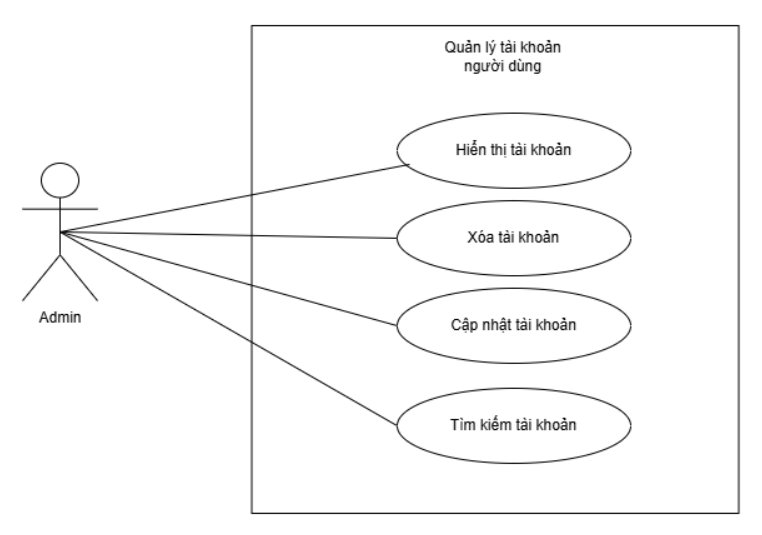 Quản lý tài khoản
người dùng
Hiển thị tài khoản
Xóa tài khoản
Cập nhật tài khoản
Tìm kiếm tài khoản
Admin